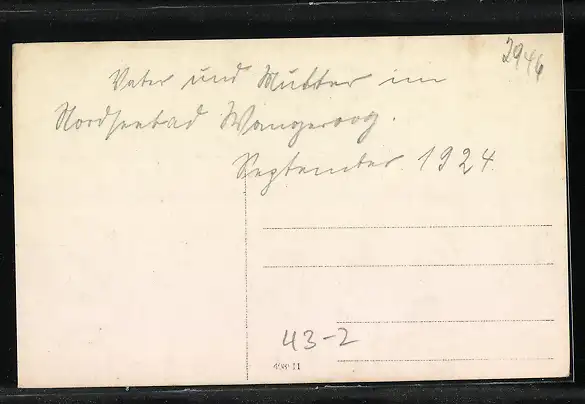 2946
Vater und Mutter im
Nordseebad Wangeroog.
September 1924
43-2